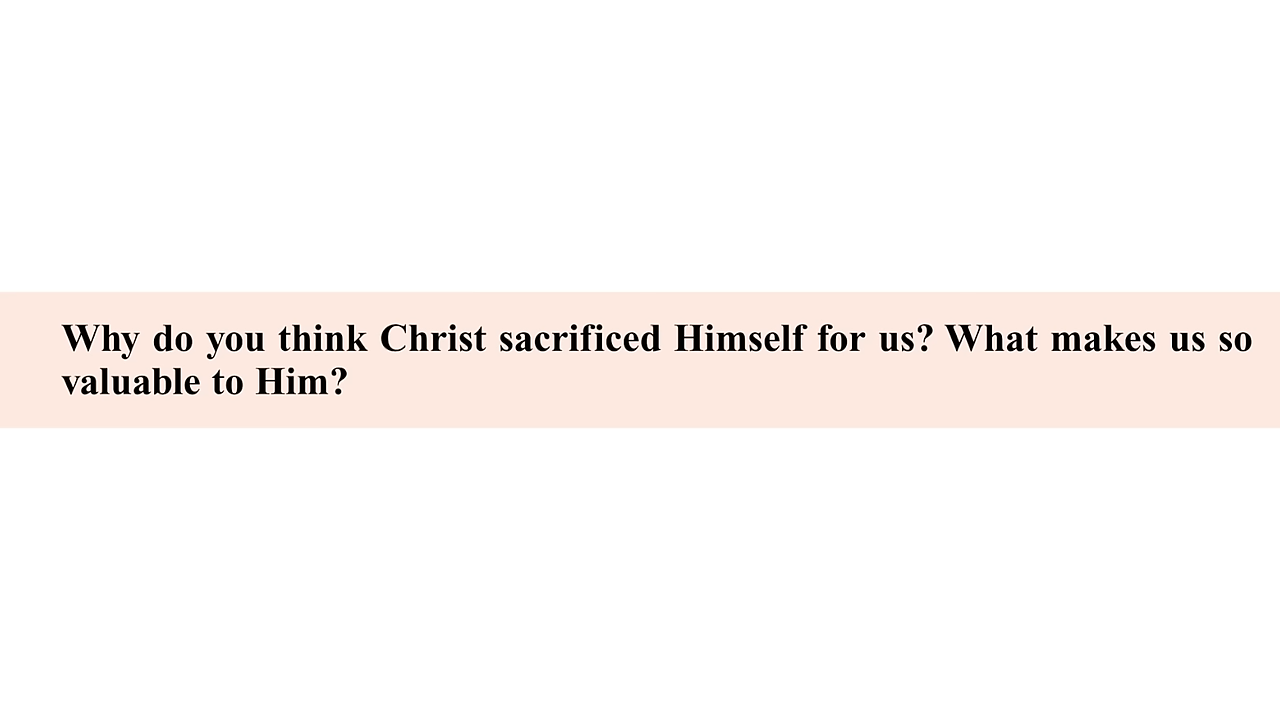 Why do you think Christ sacrificed Himself for us? What makes us so
valuable to Him?